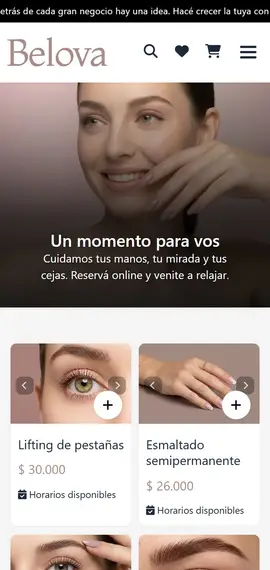 etrás de cada gran negocio hay una idea. Hacé crecer la tuya con
Belova
Un momento para vos
Cuidamos tus manos, tu mirada y tus
cejas. Reservá online y venite a relajar.
Lifting de pestañas
$ 30.000
Horarios disponibles
Esmaltado
semipermanente
$ 26.000
Horarios disponibles